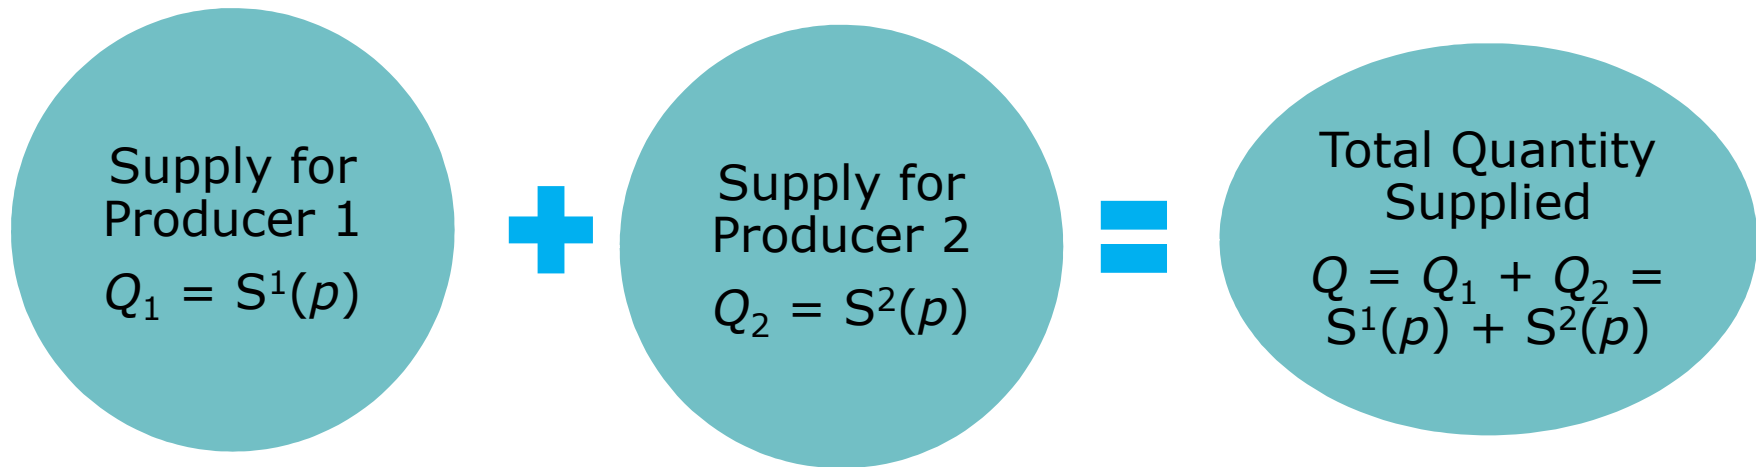 Supply for
Producer 1
Q₁ = S¹(p)
Supply for
Producer 2
Q₂ = S²(p)
Total Quantity
Supplied
Q = Q₁ + Q₂ =
S¹(p) + S²(p)